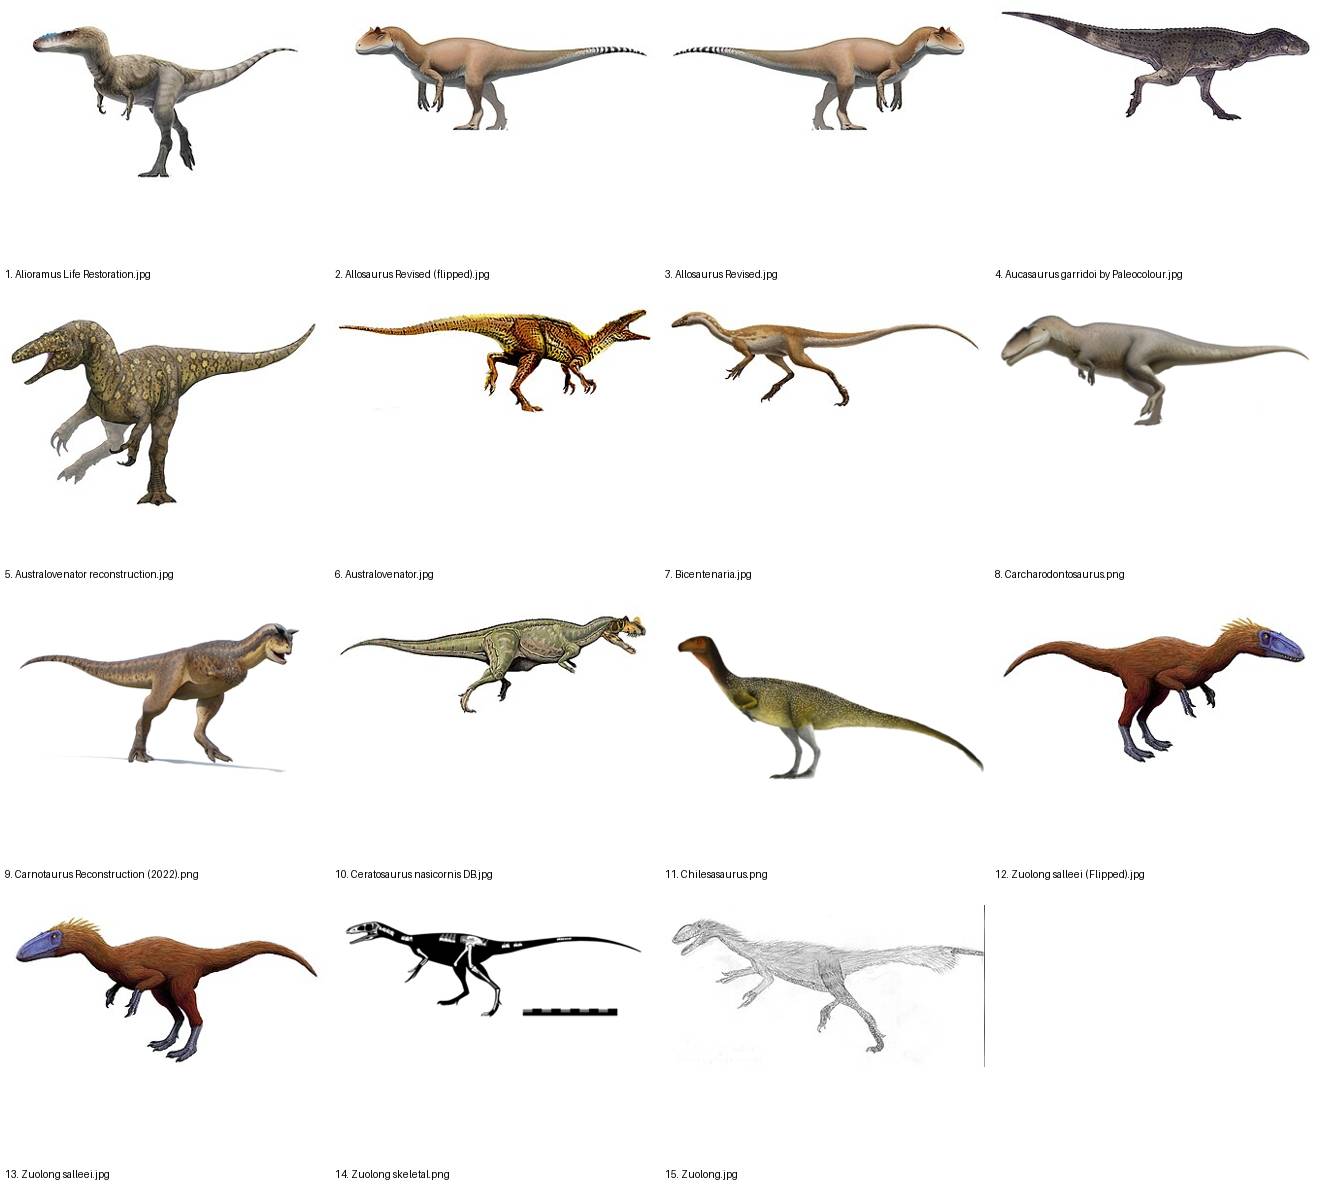 1. Alioramus Life Restoration.jpg
2. Allosaurus Revised (flipped).jpg
3. Allosaurus Revised.jpg
4. Aucasaurus garridoi by Paleocolour.jpg
5. Australovenator reconstruction.jpg
6. Australovenator.jpg
7. Bicentenaria.jpg
8. Carcharodontosaurus.png
9. Carnotaurus Reconstruction (2022).png
10. Ceratosaurus nasicornis DB.jpg
11. Chilesasaurus.png
12. Zuolong salleei (Flipped).jpg
13. Zuolong salleei.jpg
14. Zuolong skeletal.png
15. Zuolong.jpg